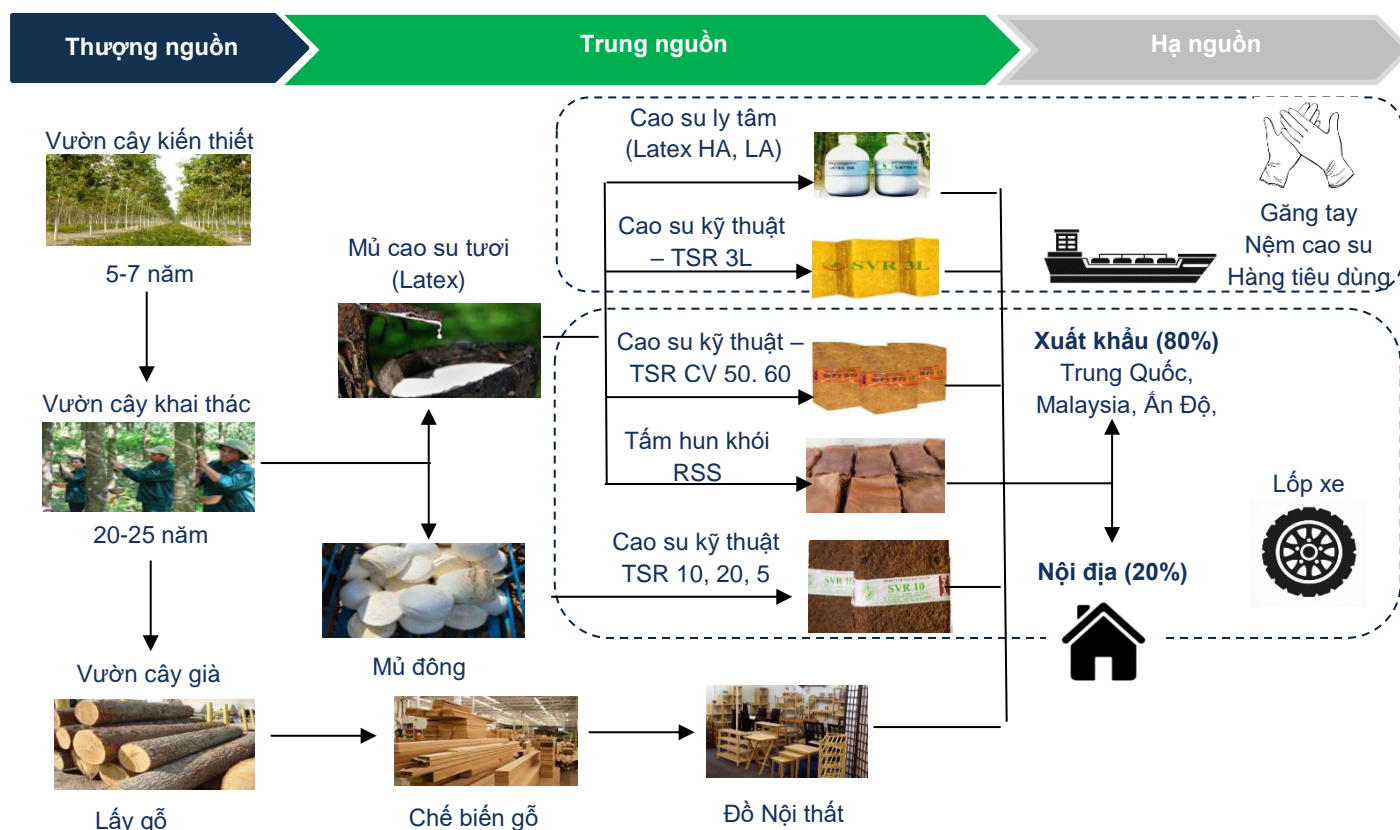 Thượng nguồn
Trung nguồn
Hạ nguồn
Vườn cây kiến thiết
5-7 năm
Vườn cây khai thác
20-25 năm
Vườn cây già
Lấy gỗ
Mủ cao su tươi
(Latex)
Mủ đông
Chế biến gỗ
Đồ Nội thất
Cao su ly tâm
(Latex HA, LA)
Cao su kỹ thuật
– TSR 3L
SVR 3L
Cao su kỹ thuật –
TSR CV 50. 60
Tấm hun khói
RSS
Cao su kỹ thuật
TSR 10, 20, 5
SVR 10
Găng tay
Nệm cao su
Hàng tiêu dùng
Xuất khẩu (80%)
Trung Quốc,
Malaysia, Ấn Độ,
Nội địa (20%)
Lốp xe